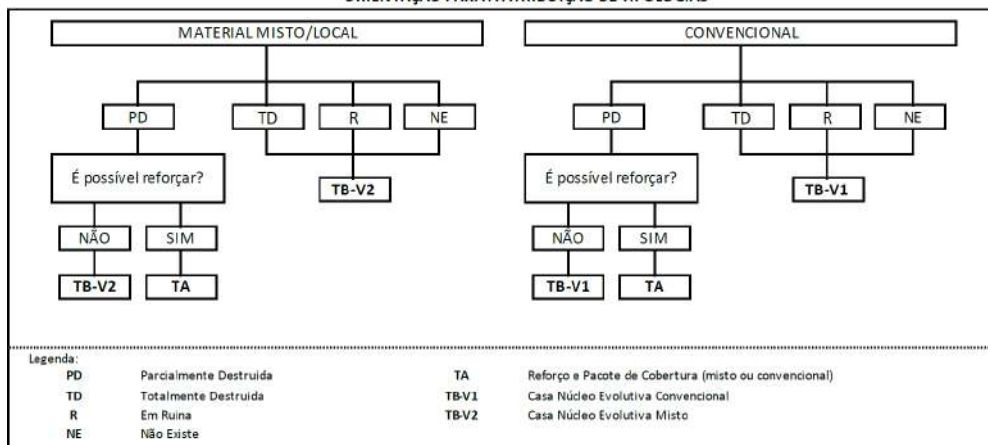 MATERIAL MISTO/LOCAL
CONVENCIONAL
PD TD R NE
PD TD R NE
É possível reforçar?
TB-V2
É possível reforçar?
TB-V1
NÃO SIM
NÃO SIM
TB-V2 TA
TB-V1 TA
Legenda:
PD Parcialmente Destruida TA Reforço e Pacote de Cobertura (misto ou convencional)
TD Totalmente Destruida TB-V1 Casa Núcleo Evolutiva Convencional
R Em Ruina TB-V2 Casa Núcleo Evolutiva Misto
NE Não Existe